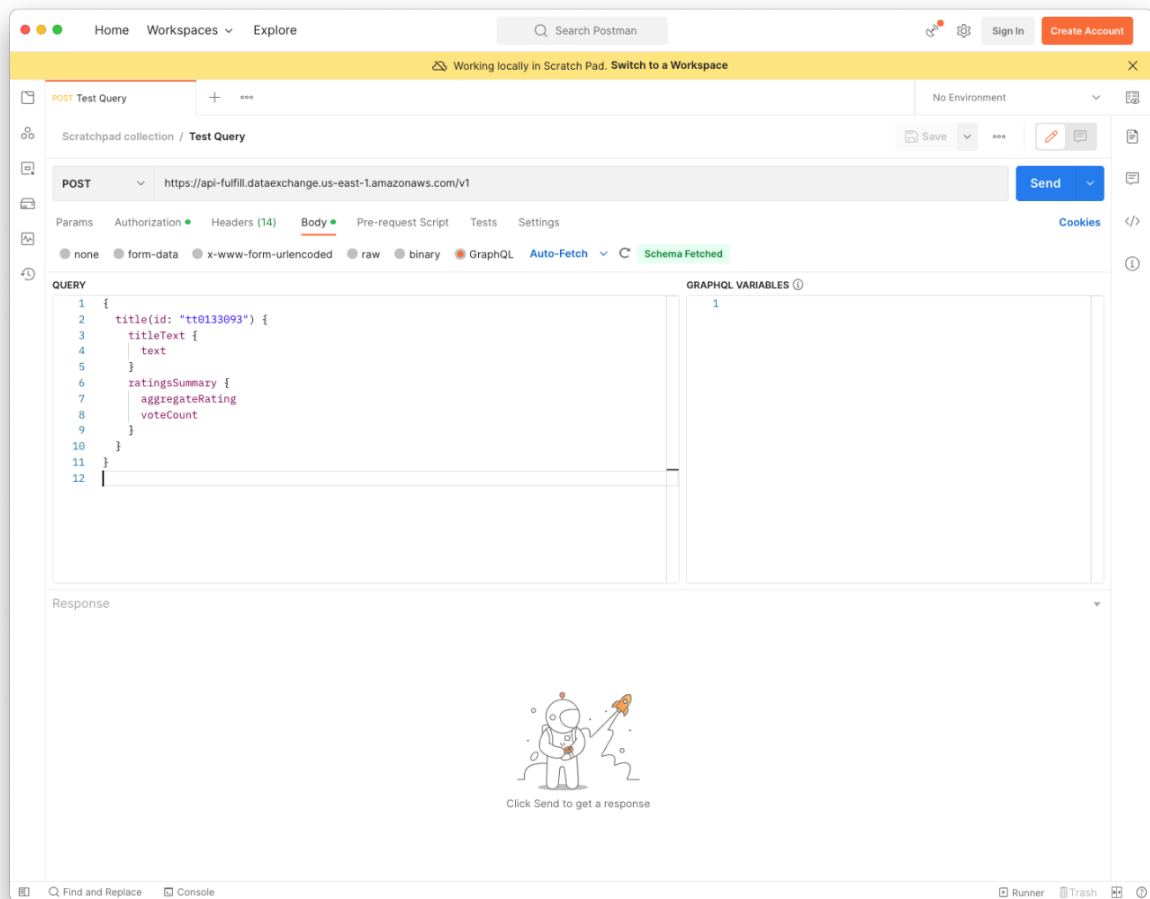 Home Workspaces Explore Search Postman Sign In Create Account
Working locally in Scratch Pad. Switch to a Workspace
POST Test Query No Environment
Scratchpad collection / Test Query Save
POST https://api-fulfill.dataexchange.us-east-1.amazonaws.com/v1 Send
Params Authorization Headers (14) Body Pre-request Script Tests Settings Cookies
none form-data x-www-form-urlencoded raw binary GraphQL Auto-Fetch Schema Fetched
QUERY GRAPHQL VARIABLES
1 { 1
2 title(id: "tt0133093") {
3 titleText {
4 text
5 }
6 ratingsSummary {
7 aggregateRating
8 voteCount
9 }
10 }
11 }
12
Response
Click Send to get a response
Find and Replace Console Runner Trash